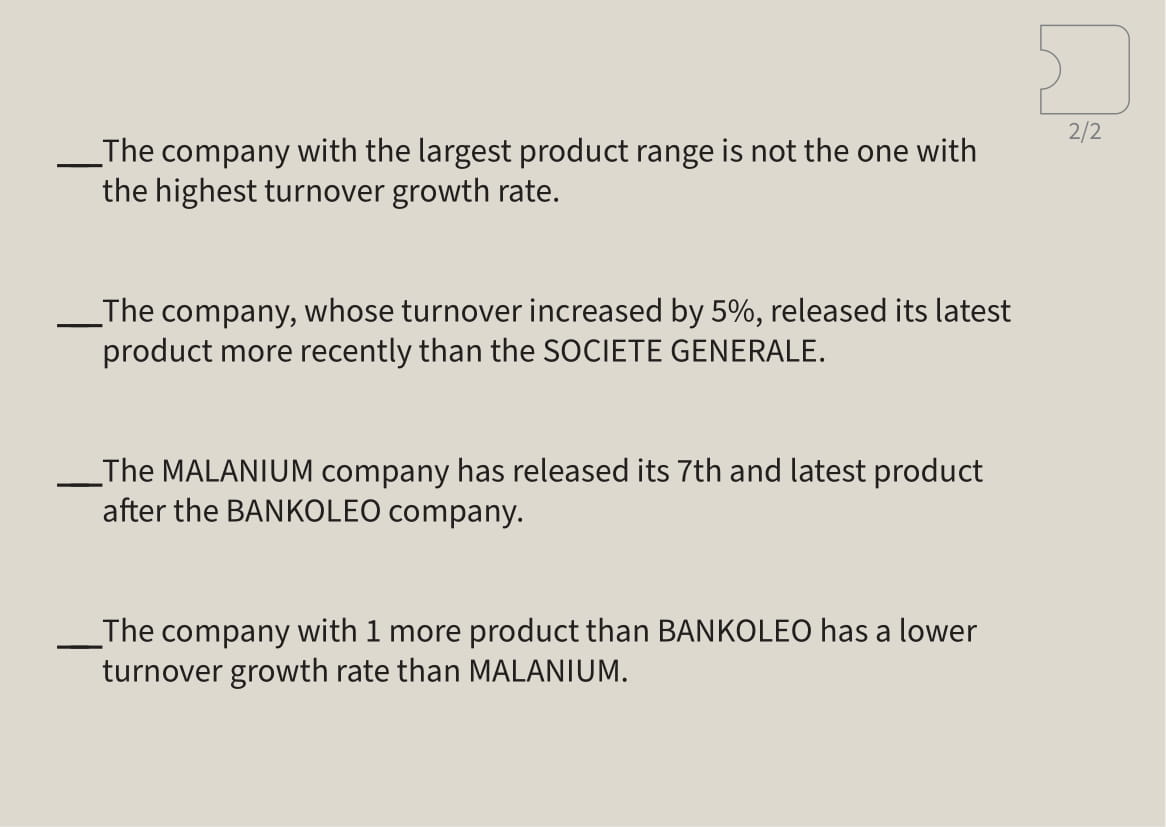 2/2
___The company with the largest product range is not the one with
the highest turnover growth rate.
___The company, whose turnover increased by 5%, released its latest
product more recently than the SOCIETE GENERALE.
___The MALANIUM company has released its 7th and latest product
after the BANKOLEO company.
___The company with 1 more product than BANKOLEO has a lower
turnover growth rate than MALANIUM.